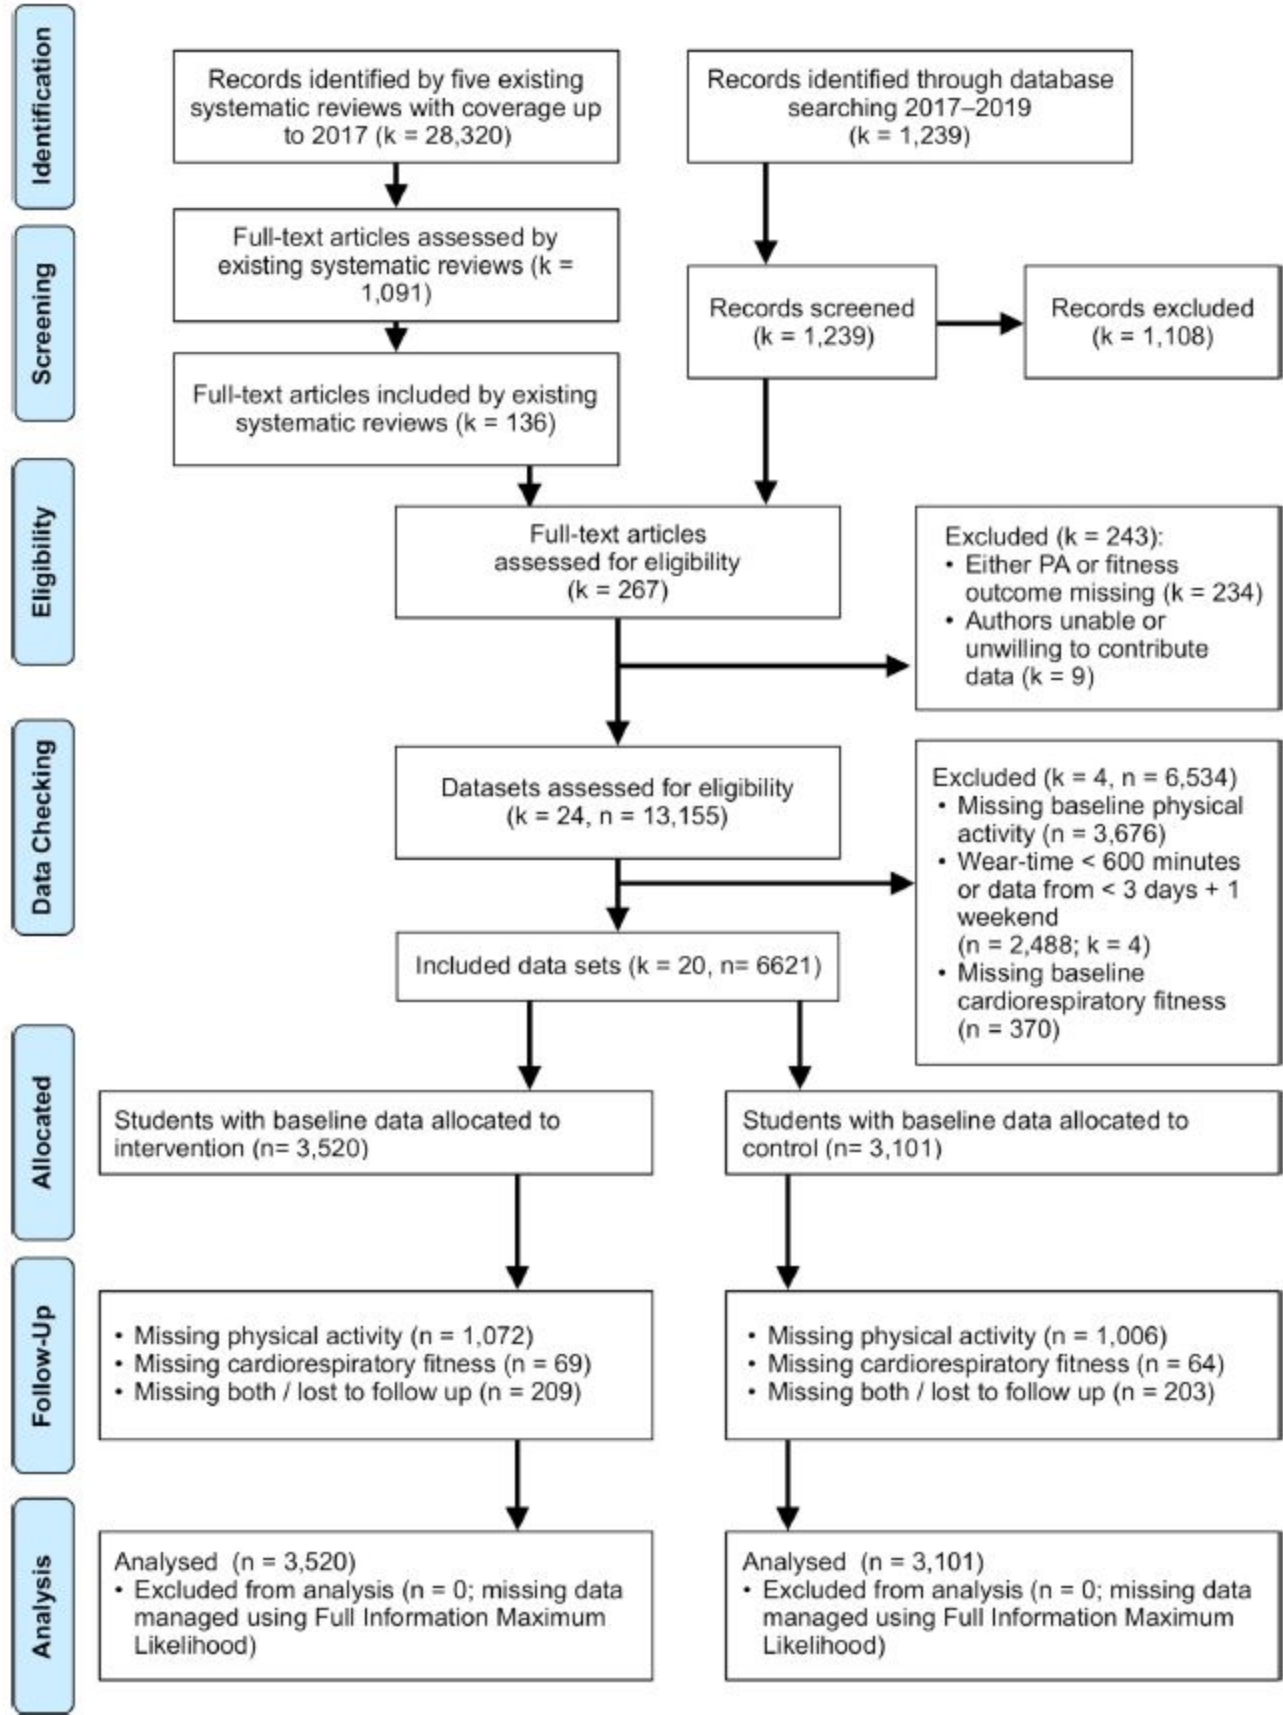 Identification
Records identified by five existing
systematic reviews with coverage up
to 2017 (k = 28,320)
Records identified through database
searching 2017–2019
(k = 1,239)
Screening
Full-text articles assessed by
existing systematic reviews (k =
1,091)
Records screened
(k = 1,239)
Records excluded
(k = 1,108)
Full-text articles included by existing
systematic reviews (k = 136)
Eligibility
Full-text articles
assessed for eligibility
(k = 267)
Excluded (k = 243):
• Either PA or fitness
outcome missing (k = 234)
• Authors unable or
unwilling to contribute
data (k = 9)
Data Checking
Datasets assessed for eligibility
(k = 24, n = 13,155)
Excluded (k = 4, n = 6,534)
• Missing baseline physical
activity (n = 3,676)
• Wear-time < 600 minutes
or data from < 3 days + 1
weekend
(n = 2,488; k = 4)
• Missing baseline
cardiorespiratory fitness
(n = 370)
Included data sets (k = 20, n= 6621)
Allocated
Students with baseline data allocated to
intervention (n= 3,520)
Students with baseline data allocated to
control (n= 3,101)
Follow-Up
• Missing physical activity (n = 1,072)
• Missing cardiorespiratory fitness (n = 69)
• Missing both / lost to follow up (n = 209)
• Missing physical activity (n = 1,006)
• Missing cardiorespiratory fitness (n = 64)
• Missing both / lost to follow up (n = 203)
Analysis
Analysed (n = 3,520)
• Excluded from analysis (n = 0; missing data
managed using Full Information Maximum
Likelihood)
Analysed (n = 3,101)
• Excluded from analysis (n = 0; missing data
managed using Full Information Maximum
Likelihood)